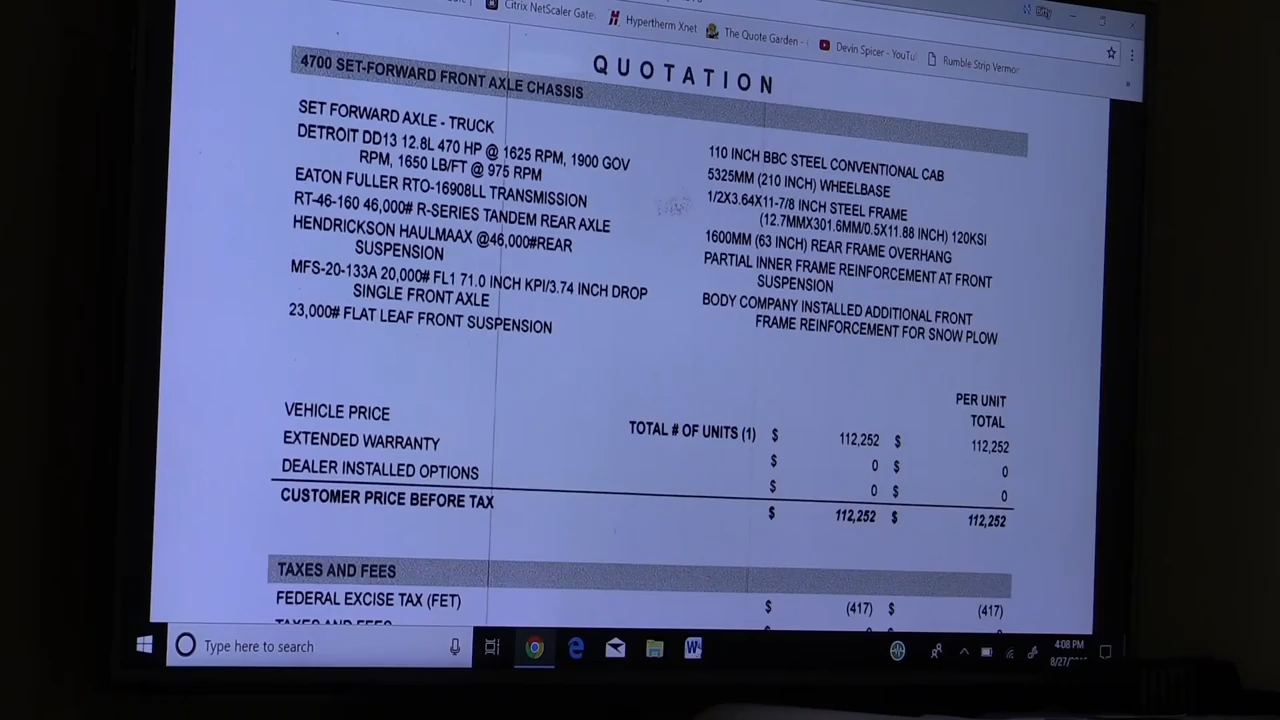 Citrix NetScaler Gate
Hypertherm Xnet
The Quote Garden -
Devin Spicer - YouTu
Rumble Strip Vermon
QUOTATION
4700 SET-FORWARD FRONT AXLE CHASSIS
SET FORWARD AXLE - TRUCK
DETROIT DD13 12.8L 470 HP @ 1625 RPM, 1900 GOV
RPM, 1650 LB/FT @ 975 RPM
EATON FULLER RTO-16908LL TRANSMISSION
RT-46-160 46,000# R-SERIES TANDEM REAR AXLE
HENDRICKSON HAULMAAX @46,000#REAR
SUSPENSION
MFS-20-133A 20,000# FL1 71.0 INCH KPI/3.74 INCH DROP
SINGLE FRONT AXLE
23,000# FLAT LEAF FRONT SUSPENSION
110 INCH BBC STEEL CONVENTIONAL CAB
5325MM (210 INCH) WHEELBASE
1/2X3.64X11-7/8 INCH STEEL FRAME
(12.7MMX301.6MM/0.5X11.88 INCH) 120KSI
1600MM (63 INCH) REAR FRAME OVERHANG
PARTIAL INNER FRAME REINFORCEMENT AT FRONT
SUSPENSION
BODY COMPANY INSTALLED ADDITIONAL FRONT
FRAME REINFORCEMENT FOR SNOW PLOW
PER UNIT
TOTAL
VEHICLE PRICE TOTAL # OF UNITS (1) $ 112,252 $ 112,252
EXTENDED WARRANTY $ 0 $ 0
DEALER INSTALLED OPTIONS $ 0 $ 0
CUSTOMER PRICE BEFORE TAX $ 112,252 $ 112,252
TAXES AND FEES
FEDERAL EXCISE TAX (FET) $ (417) $ (417)
TAXES AND FEES
Type here to search
4:08 PM
8/27/